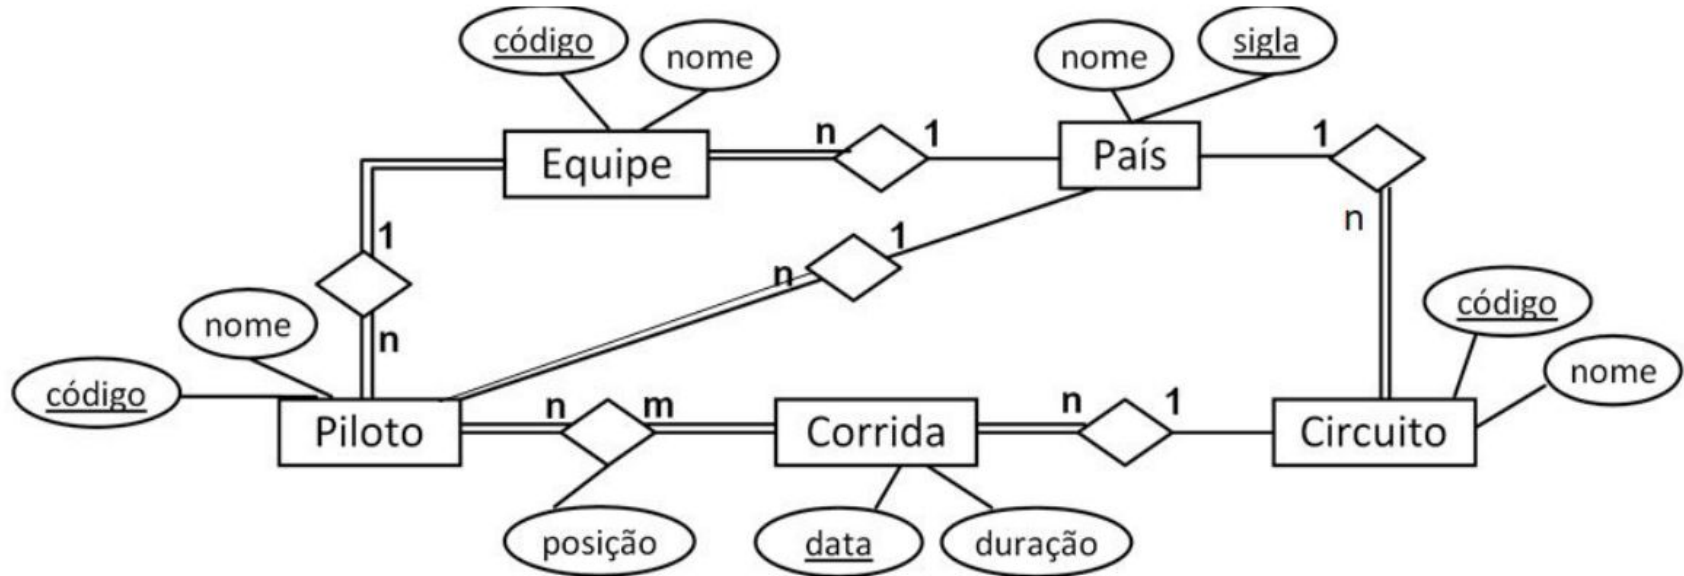 código
nome
nome
sigla
Equipe
n
1
País
1
1
n
1
n
nome
n
código
código
nome
Piloto
n
m
Corrida
n
1
Circuito
posição
data
duração